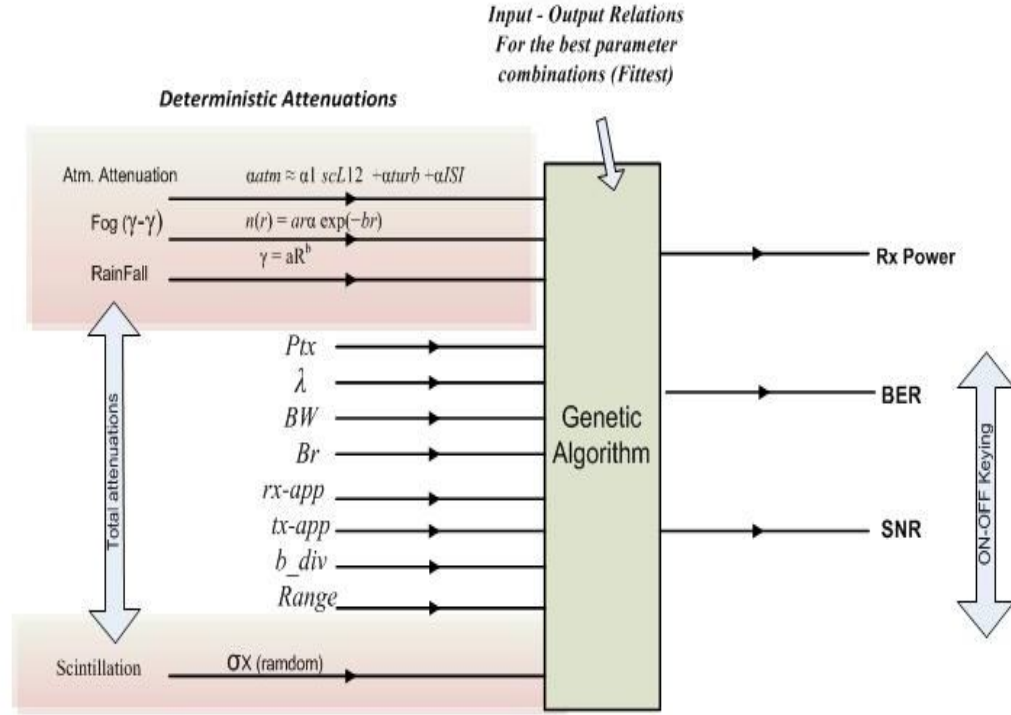 Input - Output Relations
For the best parameter
combinations (Fittest)
Deterministic Attenuations
Atm. Attenuation αatm ≈ α1 scL12 +αturb +αISI
Fog (γ-γ) n(r) = arα exp(−br)
γ = aR^b
RainFall
Ptx
λ
BW
Br
rx-app
tx-app
b_div
Range
Total attenuations
Scintillation σX (ramdom)
Genetic
Algorithm
Rx Power
BER
SNR
ON-OFF Keying